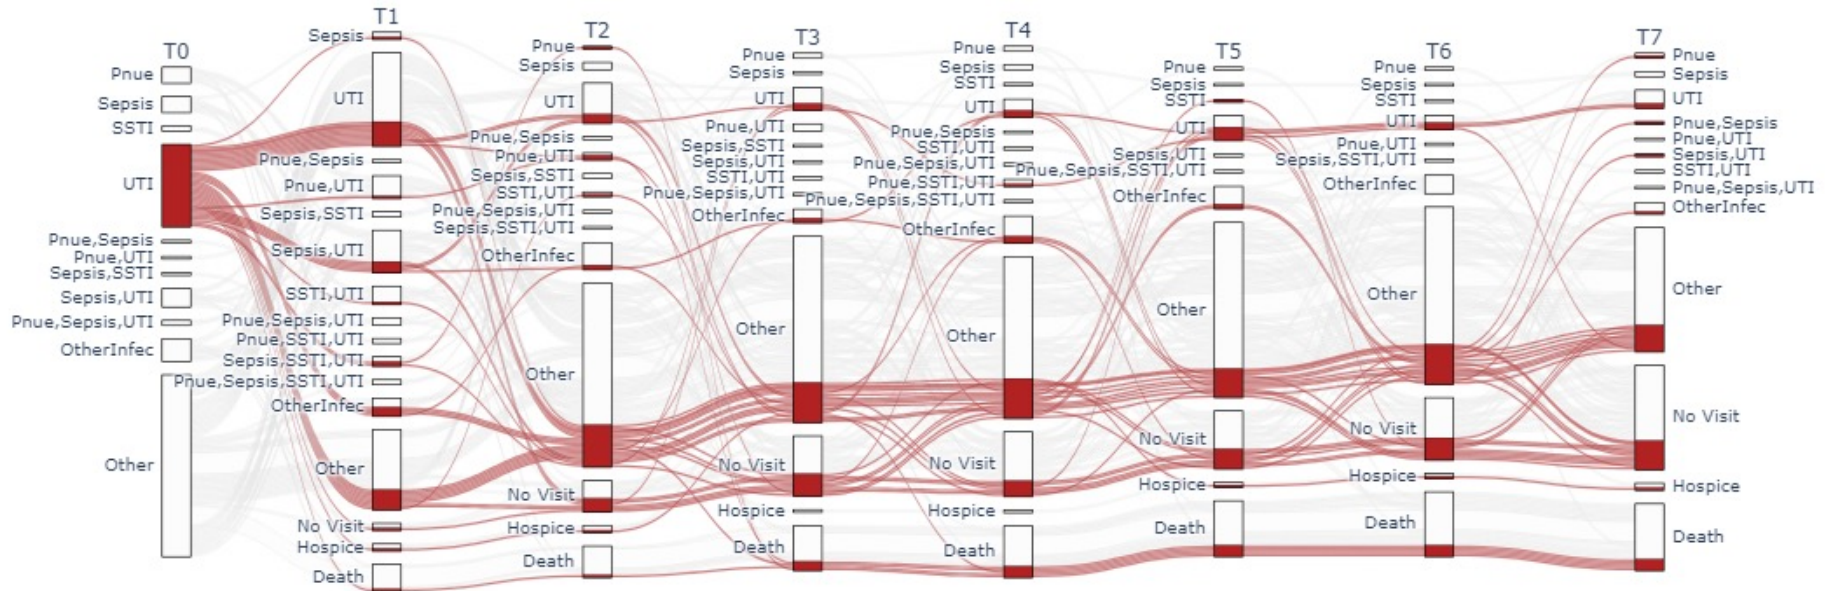 T0
Pnue
Sepsis
SSTI
UTI
Pnue,Sepsis
Pnue,UTI
Sepsis,SSTI
Sepsis,UTI
Pnue,Sepsis,UTI
OtherInfec
Other
T1
Sepsis
UTI
Pnue,Sepsis
Pnue,UTI
Sepsis,SSTI
Sepsis,UTI
SSTI,UTI
Pnue,Sepsis,UTI
Pnue,SSTI,UTI
Sepsis,SSTI,UTI
Pnue,Sepsis,SSTI,UTI
OtherInfec
Other
No Visit
Hospice
Death
T2
Pnue
Sepsis
UTI
Pnue,Sepsis
Pnue,UTI
Sepsis,SSTI
SSTI,UTI
Pnue,Sepsis,UTI
Sepsis,SSTI,UTI
OtherInfec
Other
No Visit
Hospice
Death
T3
Pnue
Sepsis
UTI
Pnue,UTI
Sepsis,SSTI
Sepsis,UTI
SSTI,UTI
Pnue,Sepsis,UTI
OtherInfec
Other
No Visit
Hospice
Death
T4
Pnue
Sepsis
SSTI
UTI
Pnue,Sepsis
SSTI,UTI
Pnue,Sepsis,UTI
Pnue,SSTI,UTI
Pnue,Sepsis,SSTI,UTI
OtherInfec
Other
No Visit
Hospice
Death
T5
Pnue
Sepsis
SSTI
UTI
Sepsis,UTI
Pnue,Sepsis,SSTI,UTI
OtherInfec
Other
No Visit
Hospice
Death
T6
Pnue
Sepsis
SSTI
UTI
Pnue,UTI
Sepsis,SSTI,UTI
OtherInfec
Other
No Visit
Hospice
Death
T7
Pnue
Sepsis
UTI
Pnue,Sepsis
Pnue,UTI
Sepsis,UTI
SSTI,UTI
Pnue,Sepsis,UTI
OtherInfec
Other
No Visit
Hospice
Death